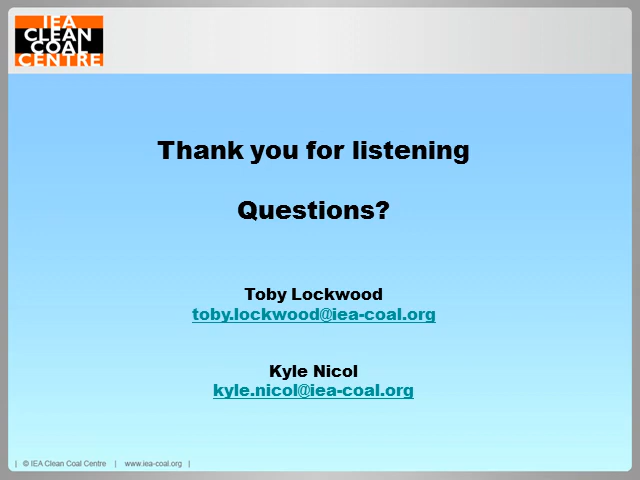 IEA
CLEAN
COAL
CENTRE
Thank you for listening
Questions?
Toby Lockwood
toby.lockwood@iea-coal.org
Kyle Nicol
kyle.nicol@iea-coal.org
| © IEA Clean Coal Centre | www.iea-coal.org |